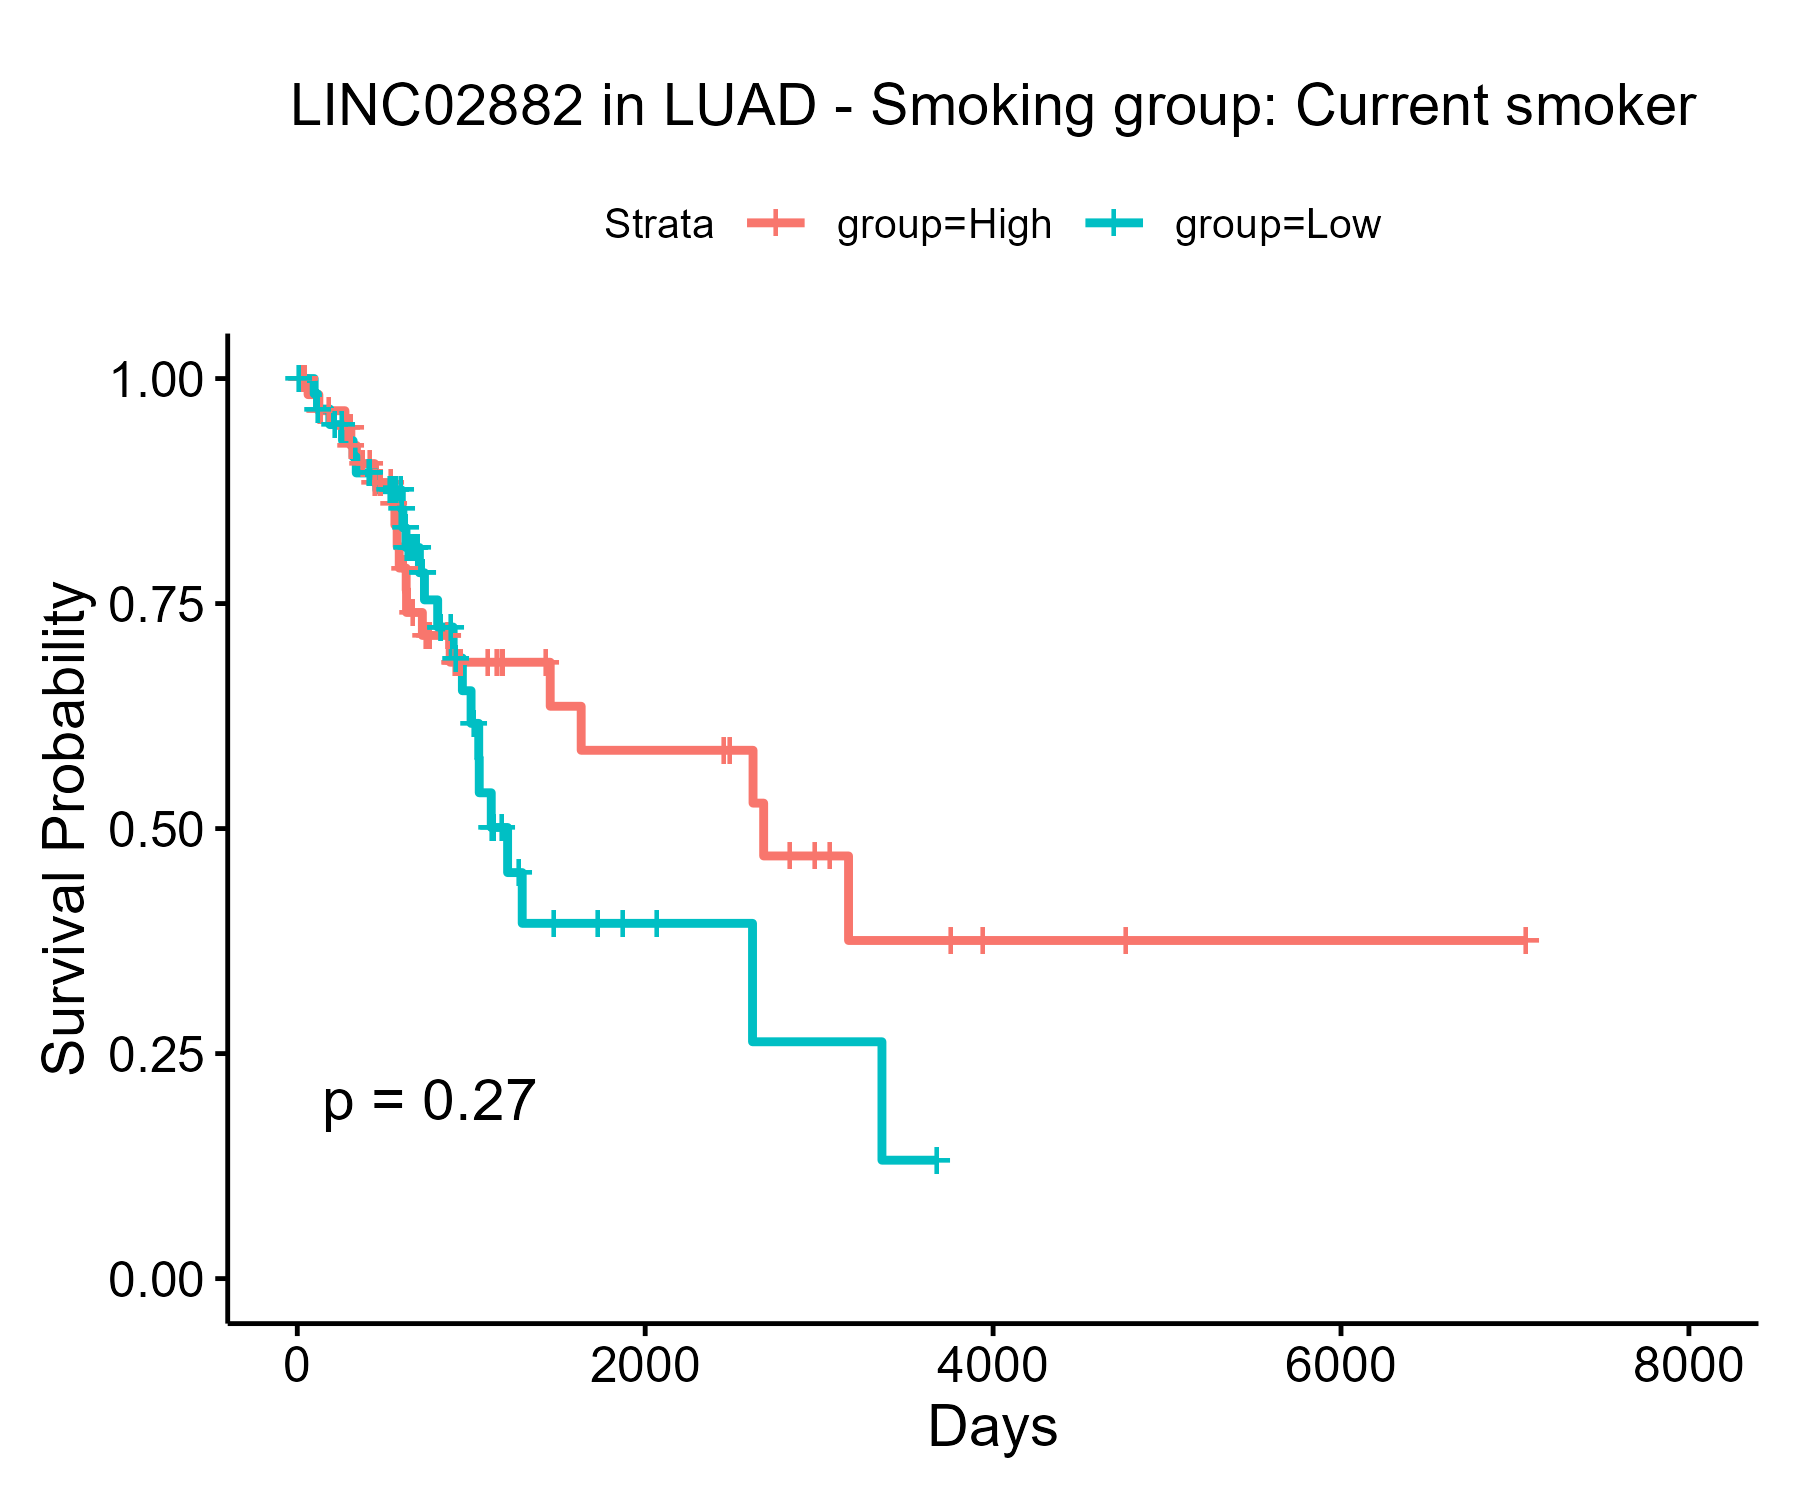 LINC02882 in LUAD - Smoking group: Current smoker
Strata group=High group=Low
Survival Probability
1.00
0.75
0.50
0.25
0.00
p = 0.27
0 2000 4000 6000 8000
Days